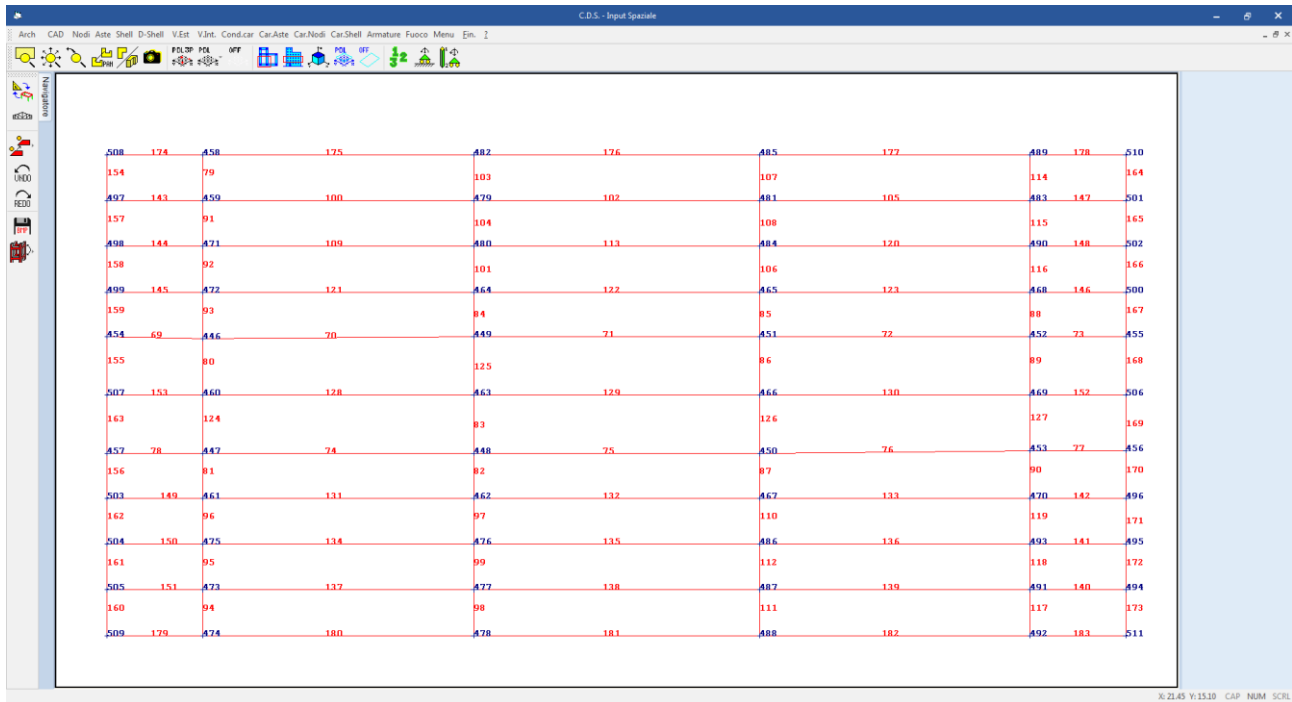 C.D.S. - Input Spaziale
Arch CAD Nodi Aste Shell D-Shell V.Est V.Int. Cond.car Car.Aste Car.Nodi Car.Shell Armature Fuoco Menu Fin. ?
PAN POL3P POL OFF POL OFF 1 3 2
Navigatore
UNDO
REDO
BMP
508 174 458 175 482 176 485 177 489 178 510
154 79 103 107 114 164
497 143 459 100 479 102 481 105 483 147 501
157 91 104 108 115 165
498 144 471 109 480 113 484 120 490 148 502
158 92 101 106 116 166
499 145 472 121 464 122 465 123 468 146 500
159 93 84 85 88 167
454 69 446 70 449 71 451 72 452 73 455
155 80 125 86 89 168
507 153 460 128 463 129 466 130 469 152 506
163 124 83 126 127 169
457 78 447 74 448 75 450 76 453 77 456
156 81 82 87 90 170
503 149 461 131 462 132 467 133 470 142 496
162 96 97 110 119 171
504 150 475 134 476 135 486 136 493 141 495
161 95 99 112 118 172
505 151 473 137 477 138 487 139 491 140 494
160 94 98 111 117 173
509 179 474 180 478 181 488 182 492 183 511
X: 21.45 Y: 15.10 CAP NUM SCRL